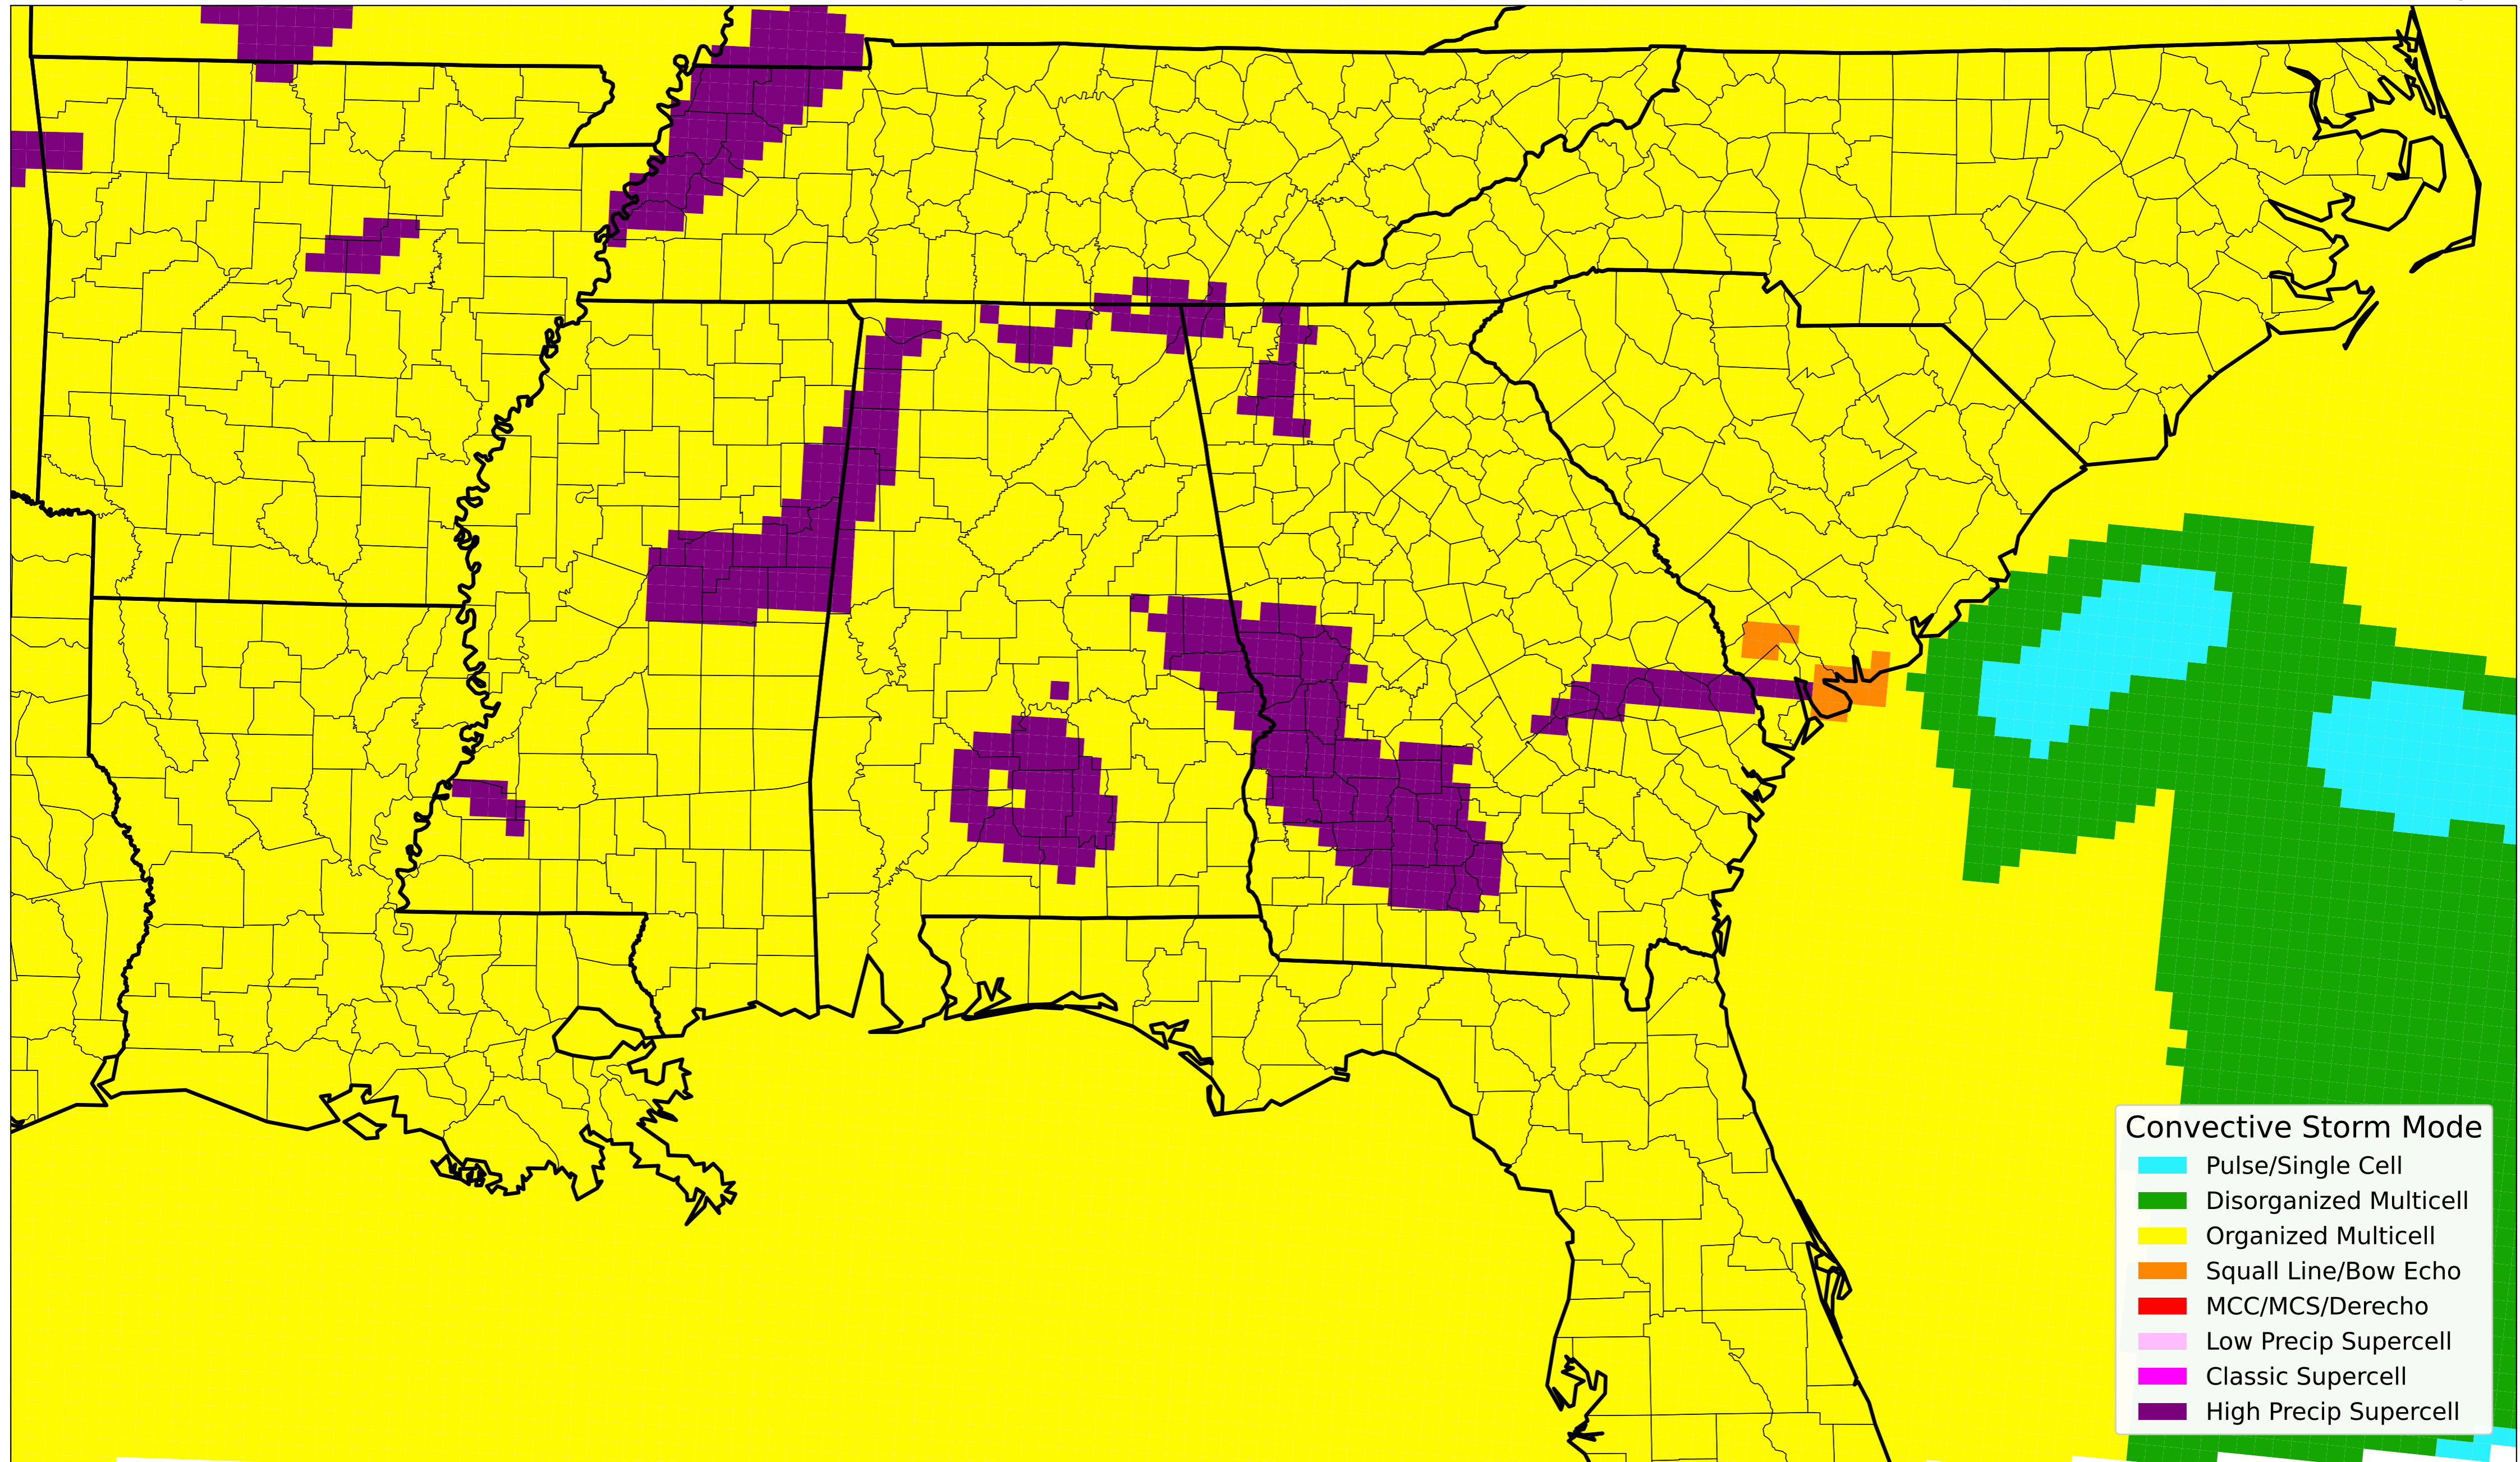 Convective Storm Mode
Pulse/Single Cell
Disorganized Multicell
Organized Multicell
Squall Line/Bow Echo
MCC/MCS/Derecho
Low Precip Supercell
Classic Supercell
High Precip Supercell